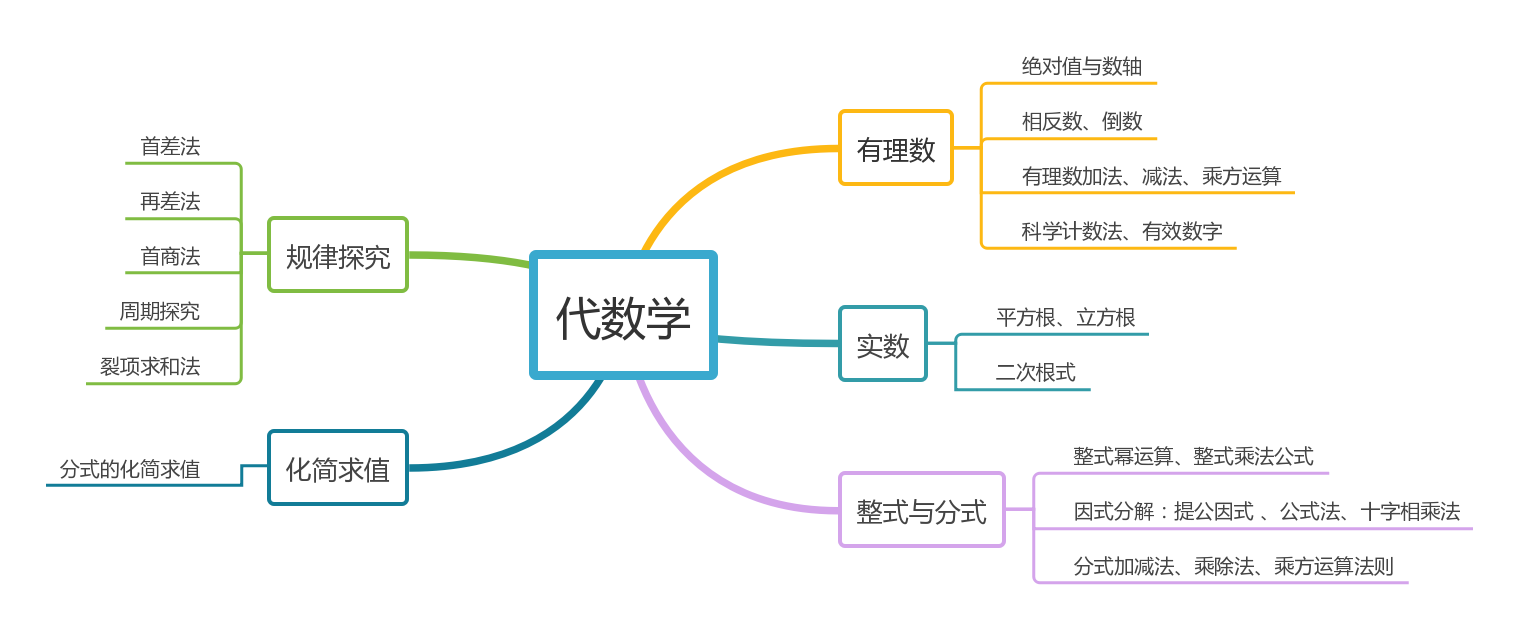 代数学
有理数
绝对值与数轴
相反数、倒数
有理数加法、减法、乘方运算
科学计数法、有效数字
实数
平方根、立方根
二次根式
整式与分式
整式幂运算、整式乘法公式
因式分解：提公因式 、公式法、十字相乘法
分式加减法、乘除法、乘方运算法则
规律探究
首差法
再差法
首商法
周期探究
裂项求和法
化简求值
分式的化简求值